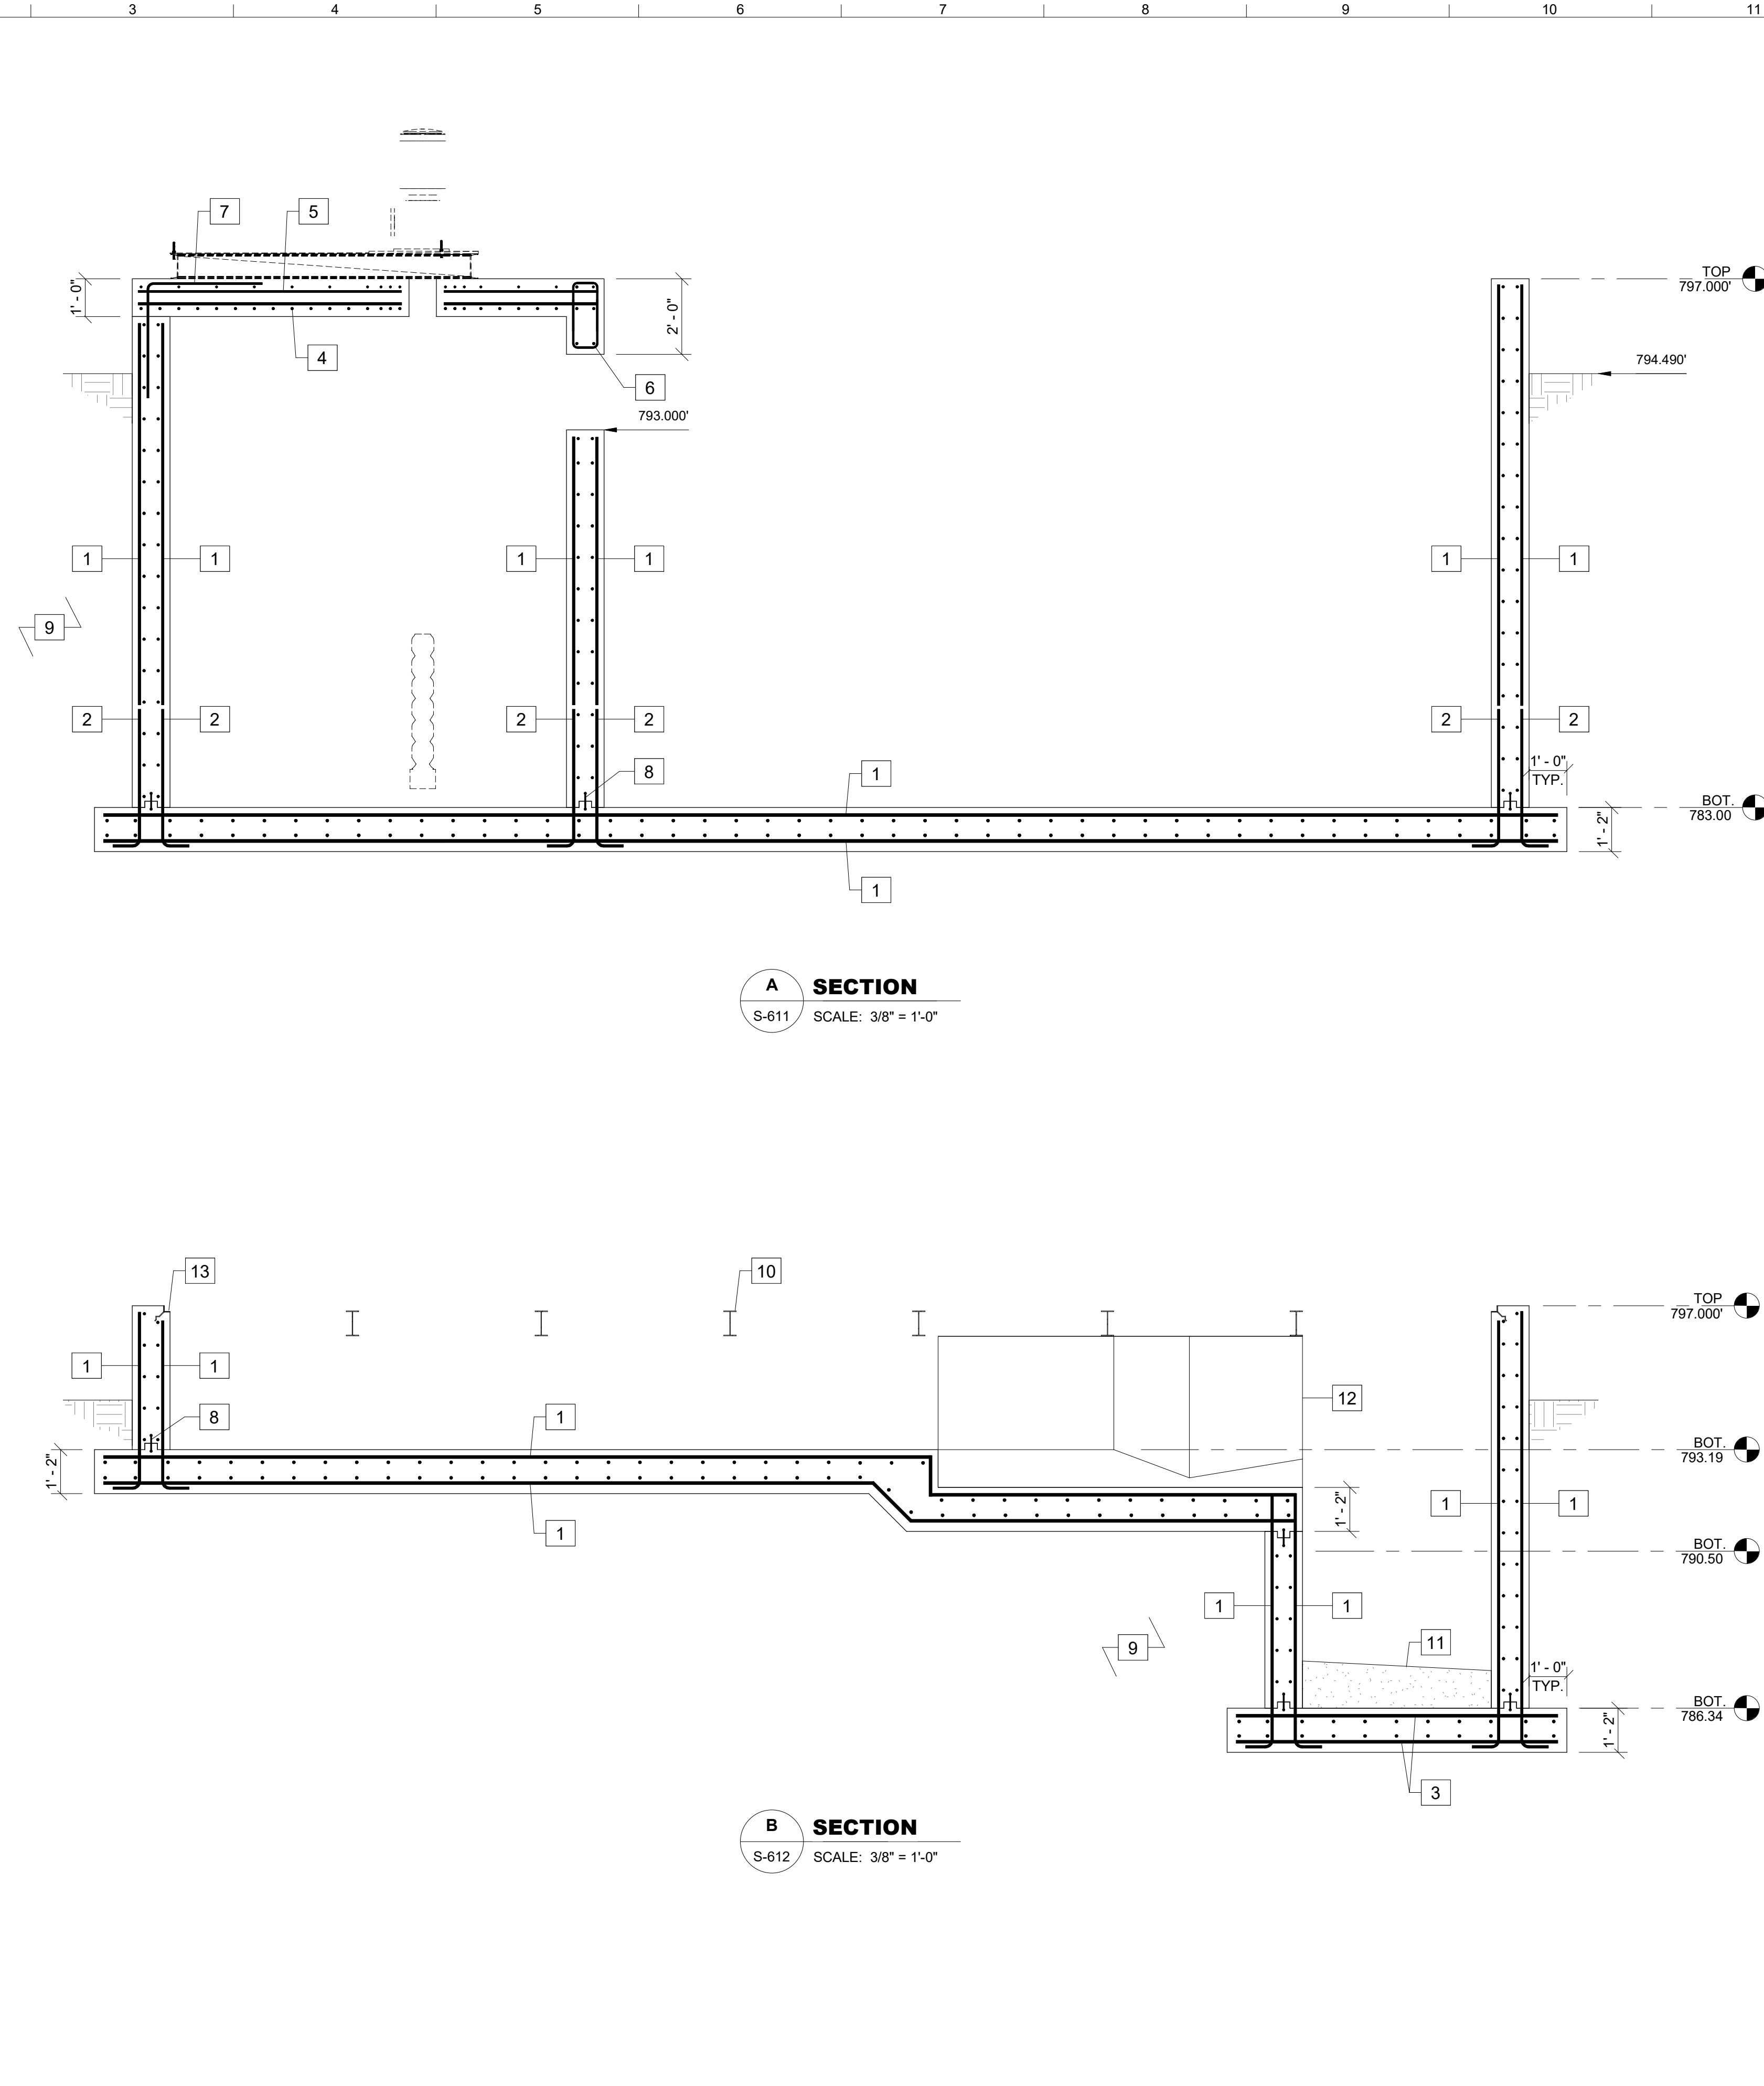 3 4 5 6 7 8 9 10 11
7 5
1' - 0"
2' - 0"
TOP
797.000'
4
794.490'
6
793.000'
1 1 1 1 1 1
9
2 2 2 2 2 2
8
1
1' - 0"
TYP.
BOT.
783.00
1' - 2"
1
A
SECTION
S-611
SCALE: 3/8" = 1'-0"
13
10
TOP
797.000'
1 1
12
8
1
BOT.
793.19
1' - 2"
1' - 2"
1 1
1
BOT.
790.50
1 1
9
11
1' - 0"
TYP.
BOT.
786.34
1' - 2"
3
B
SECTION
S-612
SCALE: 3/8" = 1'-0"